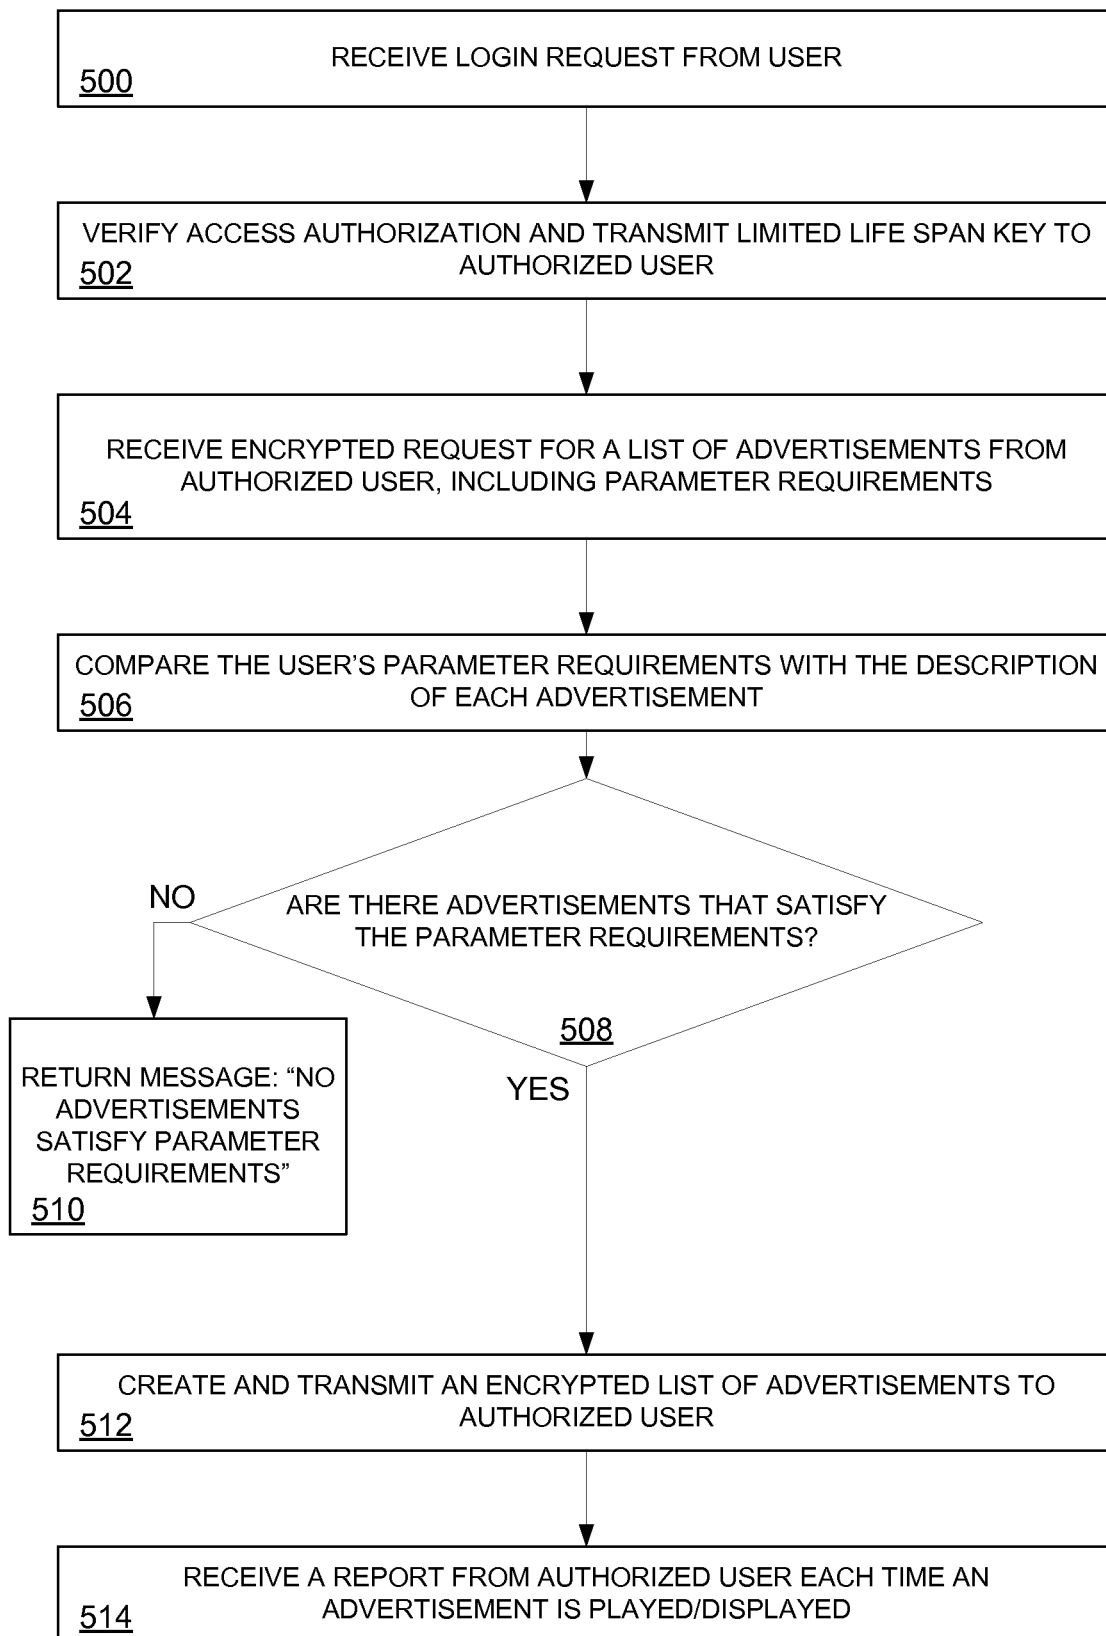 RECEIVE LOGIN REQUEST FROM USER
500
VERIFY ACCESS AUTHORIZATION AND TRANSMIT LIMITED LIFE SPAN KEY TO
AUTHORIZED USER
502
RECEIVE ENCRYPTED REQUEST FOR A LIST OF ADVERTISEMENTS FROM
AUTHORIZED USER, INCLUDING PARAMETER REQUIREMENTS
504
COMPARE THE USER’S PARAMETER REQUIREMENTS WITH THE DESCRIPTION
OF EACH ADVERTISEMENT
506
ARE THERE ADVERTISEMENTS THAT SATISFY
THE PARAMETER REQUIREMENTS?
508
NO
RETURN MESSAGE: “NO
ADVERTISEMENTS
SATISFY PARAMETER
REQUIREMENTS”
510
YES
CREATE AND TRANSMIT AN ENCRYPTED LIST OF ADVERTISEMENTS TO
AUTHORIZED USER
512
RECEIVE A REPORT FROM AUTHORIZED USER EACH TIME AN
ADVERTISEMENT IS PLAYED/DISPLAYED
514